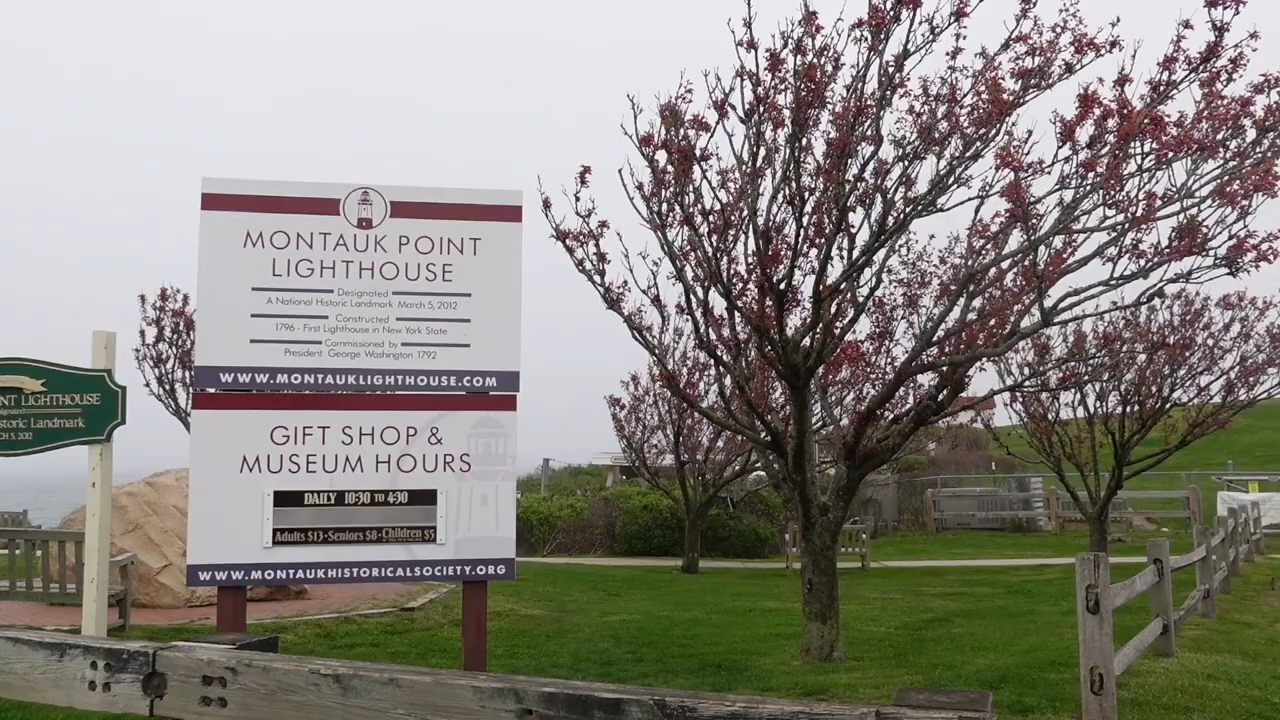 MONTAUK POINT
LIGHTHOUSE
Designated
A National Historic Landmark March 5, 2012
Constructed
1796 - First Lighthouse in New York State
Commissioned by
President George Washington 1792
WWW.MONTAUKLIGHTHOUSE.COM
GIFT SHOP &
MUSEUM HOURS
DAILY 10:30 TO 4:30
Adults $13 • Seniors $8 • Children $5
WWW.MONTAUKHISTORICALSOCIETY.ORG
NT LIGHTHOUSE
storic Landmark
CH 5, 2012